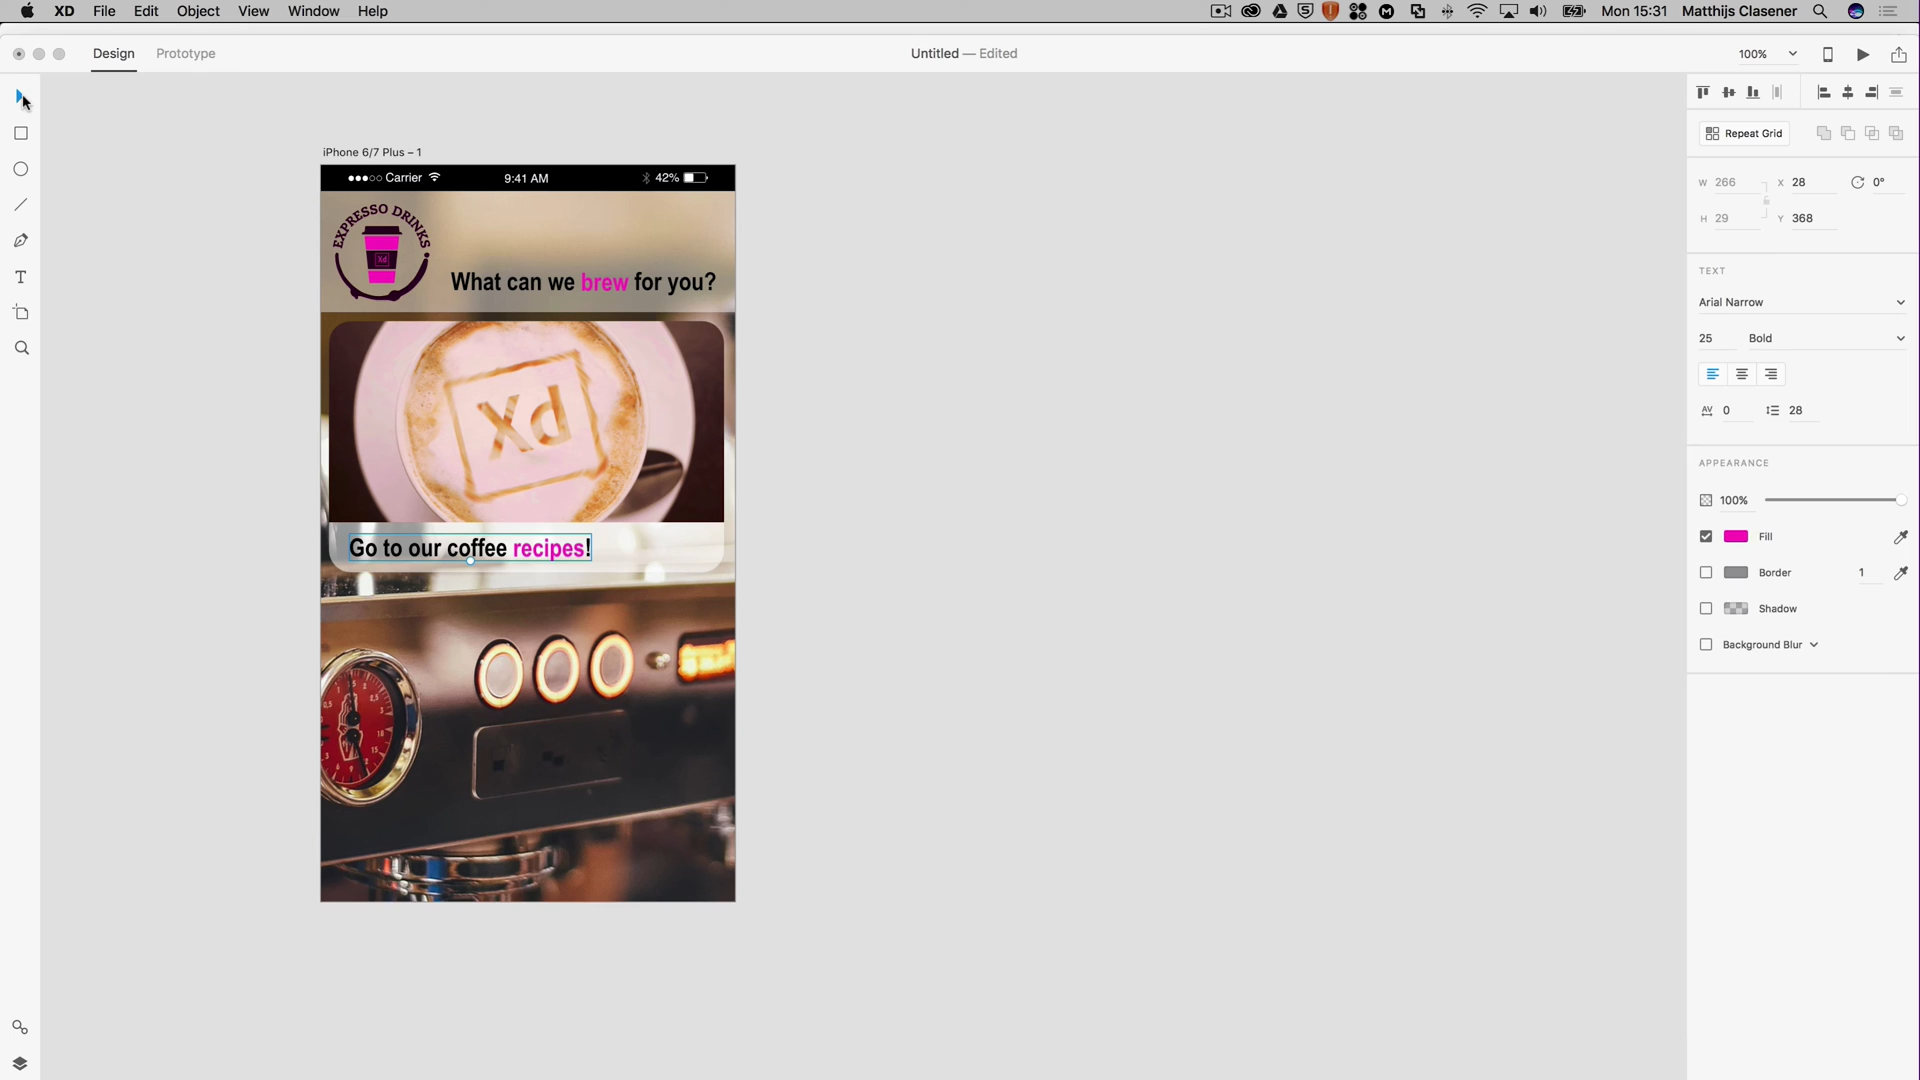 XD File Edit Object View Window Help
Mon 15:31 Matthijs Clasener
Design Prototype
Untitled — Edited
100%
iPhone 6/7 Plus – 1
Carrier 9:41 AM 42%
EXPRESSO DRINKS
Xd
What can we brew for you?
Xd
Go to our coffee recipes!
Repeat Grid
W 266 X 28 0°
H 29 Y 368
TEXT
Arial Narrow
25 Bold
AV 0 28
APPEARANCE
100%
Fill
Border 1
Shadow
Background Blur